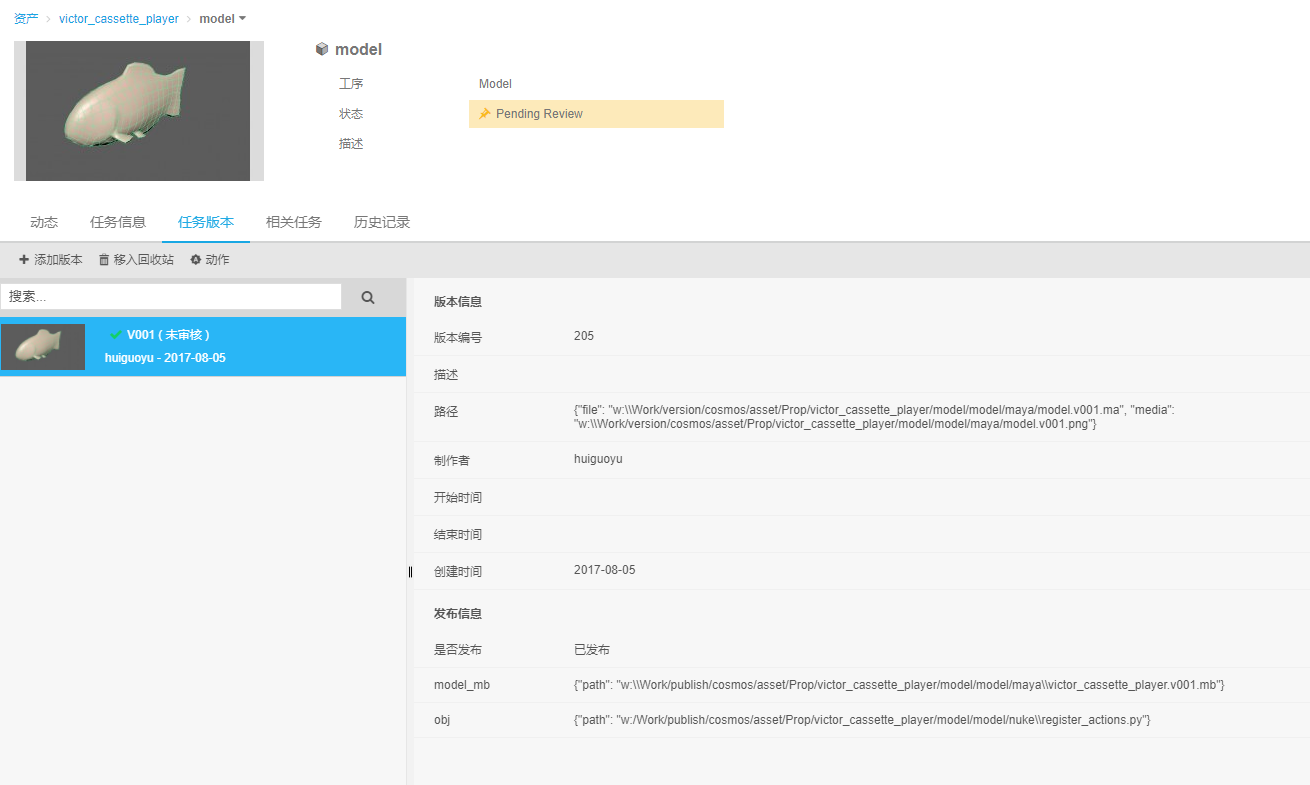 资产 > victor_cassette_player > model
model
工序 Model
状态 Pending Review
描述
动态 任务信息 任务版本 相关任务 历史记录
添加版本 移入回收站 动作
搜索...
V001 ( 未审核 )
huiguoyu - 2017-08-05
版本信息
版本编号 205
描述
路径 {"file": "w:\\Work/version/cosmos/asset/Prop/victor_cassette_player/model/model/maya/model.v001.ma", "media":
"w:\\Work/version/cosmos/asset/Prop/victor_cassette_player/model/model/maya/model.v001.png"}
制作者 huiguoyu
开始时间
结束时间
创建时间 2017-08-05
发布信息
是否发布 已发布
model_mb {"path": "w:\\Work/publish/cosmos/asset/Prop/victor_cassette_player/model/model/maya\\victor_cassette_player.v001.mb"}
obj {"path": "w:/Work/publish/cosmos/asset/Prop/victor_cassette_player/model/model/nuke\\register_actions.py"}